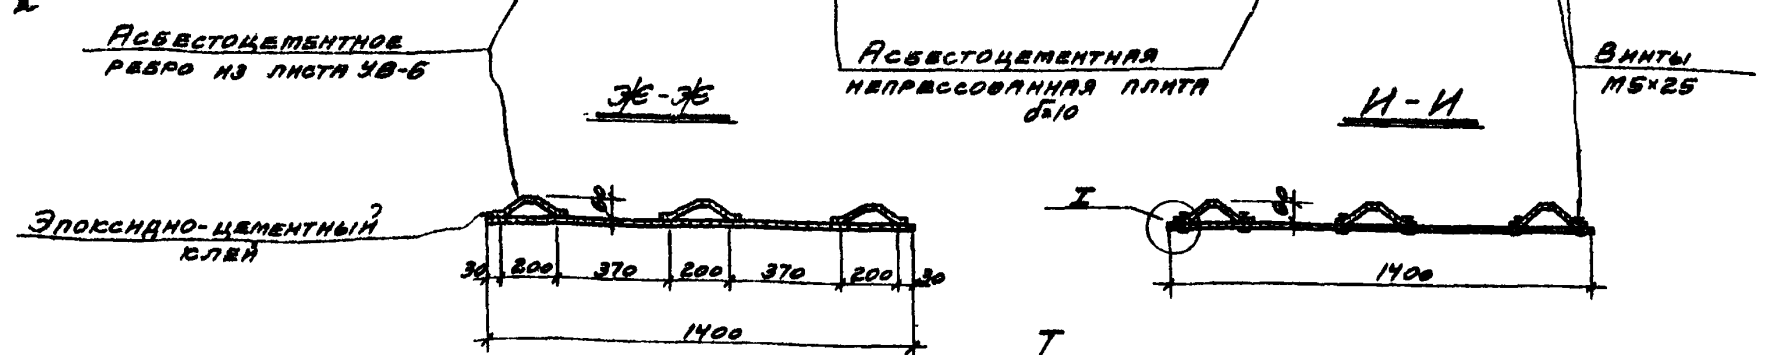 Асбестоцементное
ребро из листа УВ-6
Асбестоцементная
непрессованная плита
δ=10
Винты
М5×25
Ж-Ж
И-И
Эпоксидно-цементный
клей
I
30 200 370 200 370 200 30
1400
1400